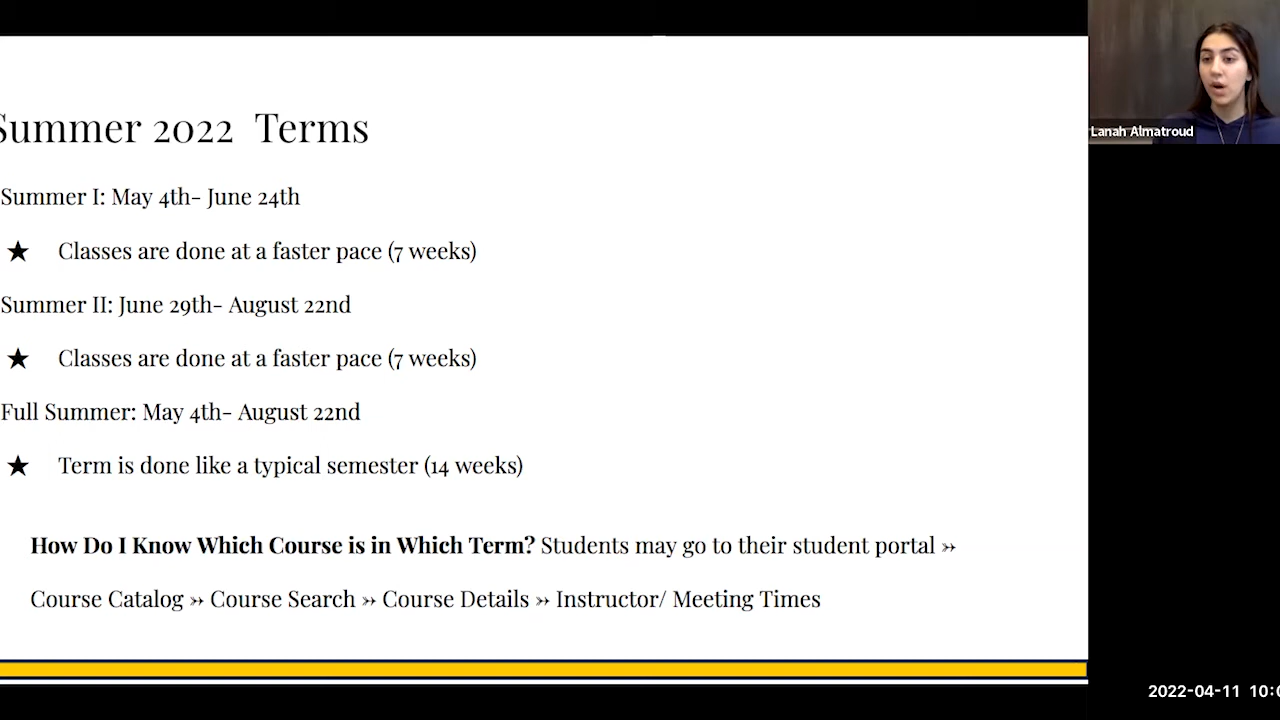 Summer 2022 Terms
Lanah Almatroud
Summer I: May 4th- June 24th
★ Classes are done at a faster pace (7 weeks)
Summer II: June 29th- August 22nd
★ Classes are done at a faster pace (7 weeks)
Full Summer: May 4th- August 22nd
★ Term is done like a typical semester (14 weeks)
How Do I Know Which Course is in Which Term? Students may go to their student portal ➳
Course Catalog ➳ Course Search ➳ Course Details ➳ Instructor/ Meeting Times
2022-04-11